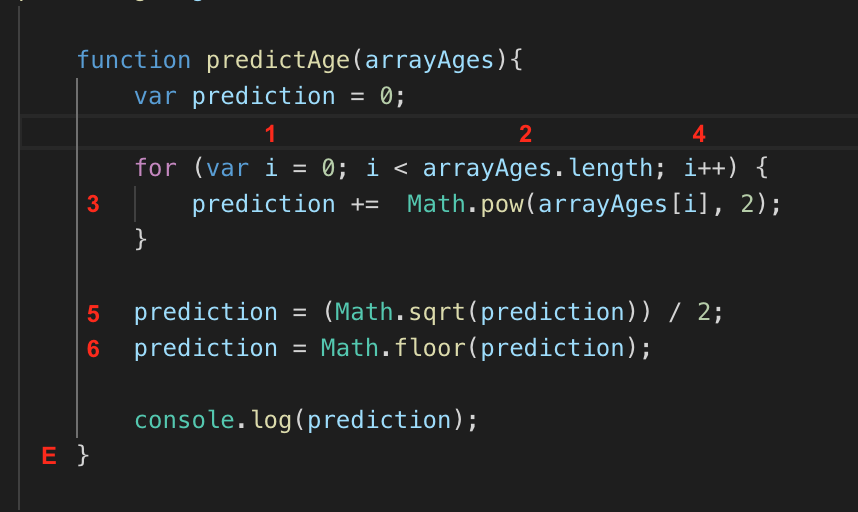 function predictAge(arrayAges){
var prediction = 0;
1 2 4
for (var i = 0; i < arrayAges.length; i++) {
3 prediction += Math.pow(arrayAges[i], 2);
}
5 prediction = (Math.sqrt(prediction)) / 2;
6 prediction = Math.floor(prediction);
console.log(prediction);
E }